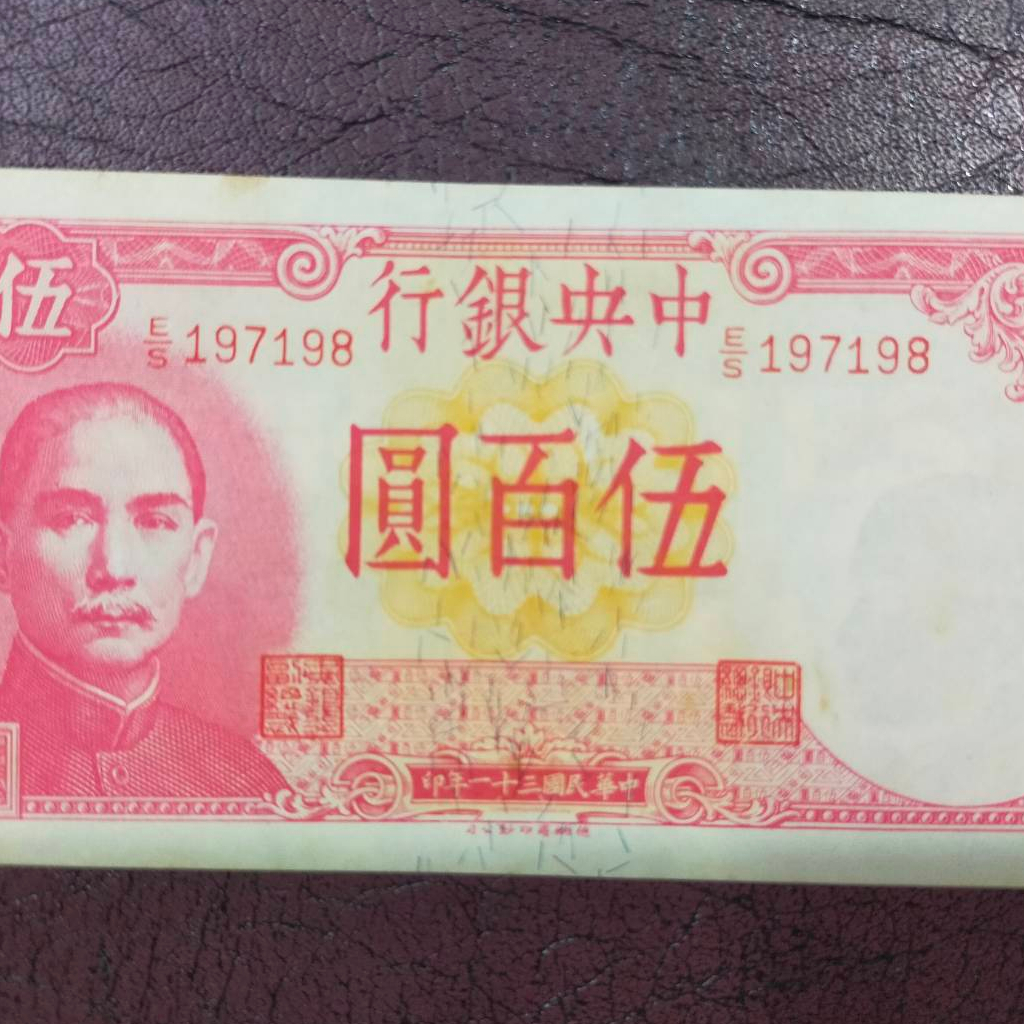 伍
中央銀行
E/S 197198
E/S 197198
伍百圓
中華民國三十一年印